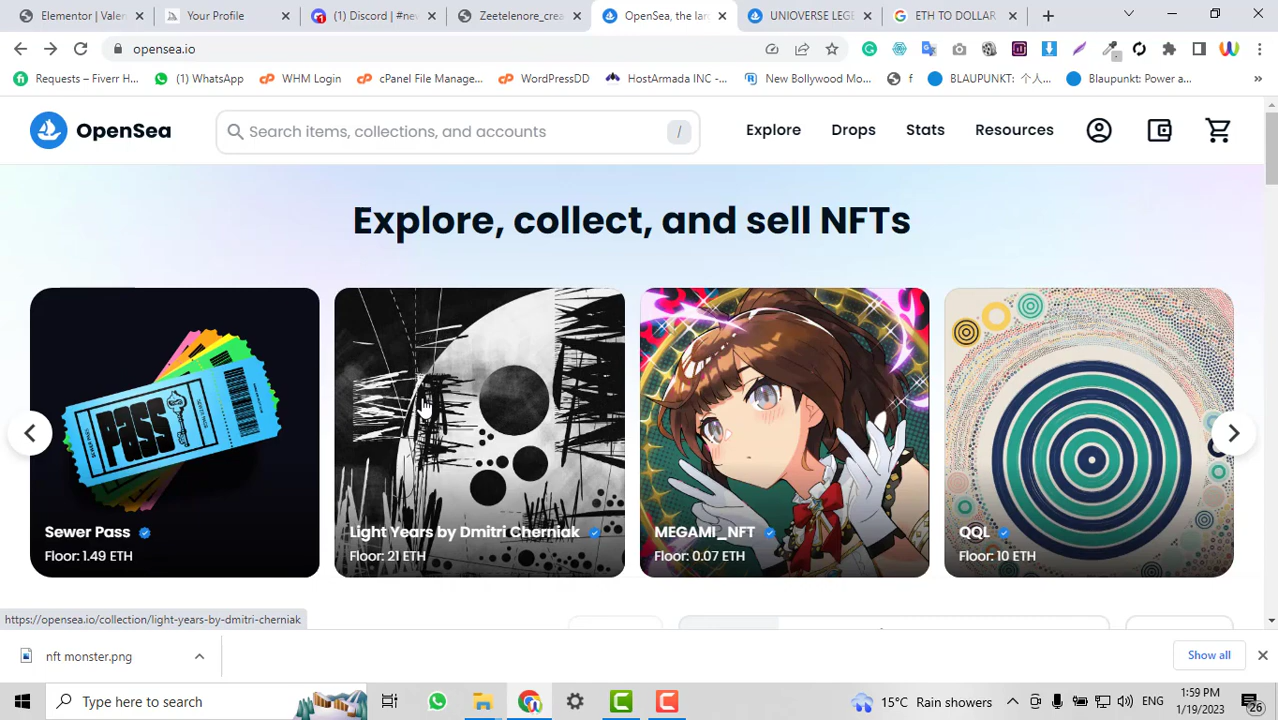 Elementor | Valen
Your Profile
(1) Discord | #ne
Zeetelenore_crea
OpenSea, the lar
UNIOVERSE LEGE
ETH TO DOLLAR
opensea.io
Requests – Fiverr H...
(1) WhatsApp
WHM Login
cPanel File Manage...
WordPressDD
HostArmada INC -...
New Bollywood Mo...
f
BLAUPUNKT: 个人...
Blaupunkt: Power a...
OpenSea
Search items, collections, and accounts
/
Explore
Drops
Stats
Resources
Explore, collect, and sell NFTs
PASS
Sewer Pass
Floor: 1.49 ETH
Light Years by Dmitri Cherniak
Floor: 21 ETH
MEGAMI_NFT
Floor: 0.07 ETH
QQL
Floor: 10 ETH
https://opensea.io/collection/light-years-by-dmitri-cherniak
nft monster.png
Show all
Type here to search
15°C Rain showers
ENG
1:59 PM
1/19/2023
26